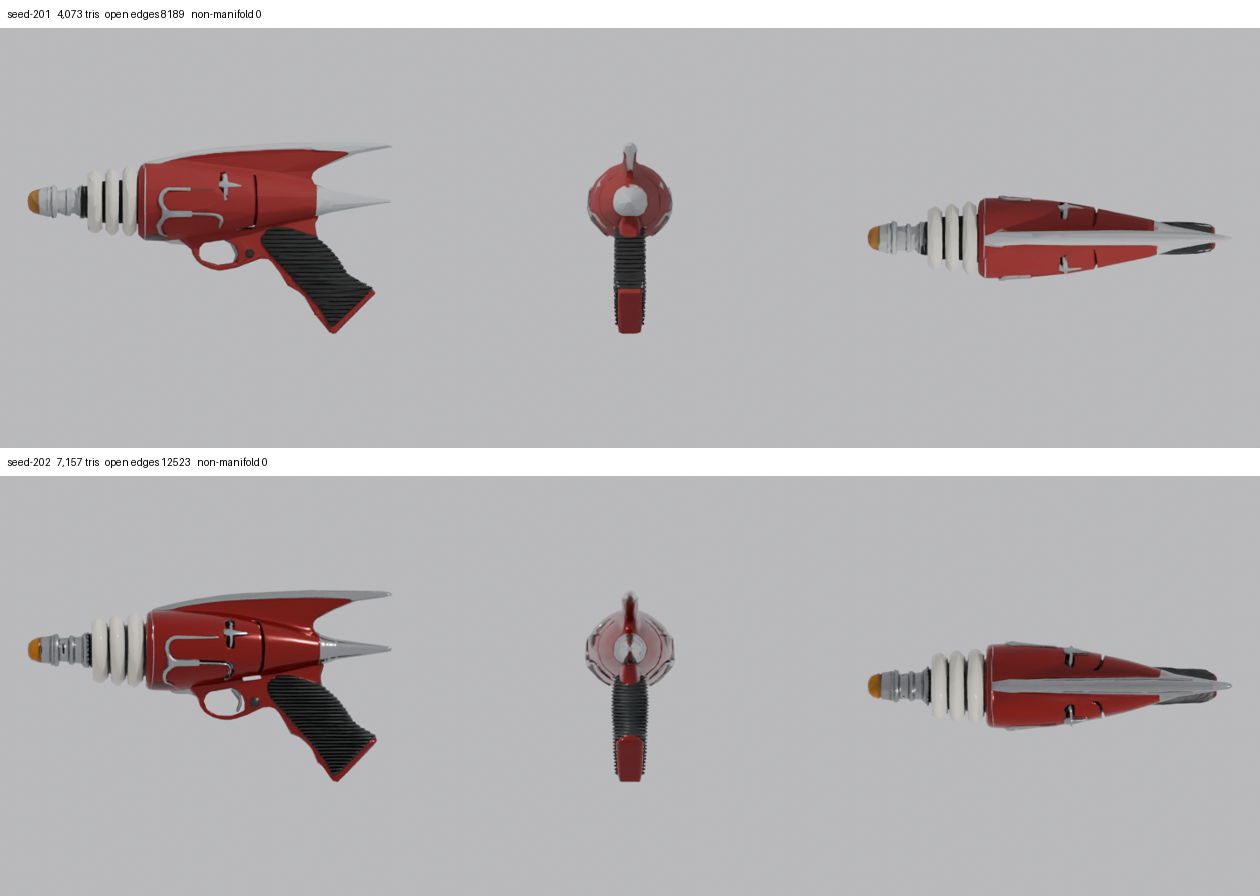 seed-201 4,073 tris open edges 8189 non-manifold 0
seed-202 7,157 tris open edges 12523 non-manifold 0